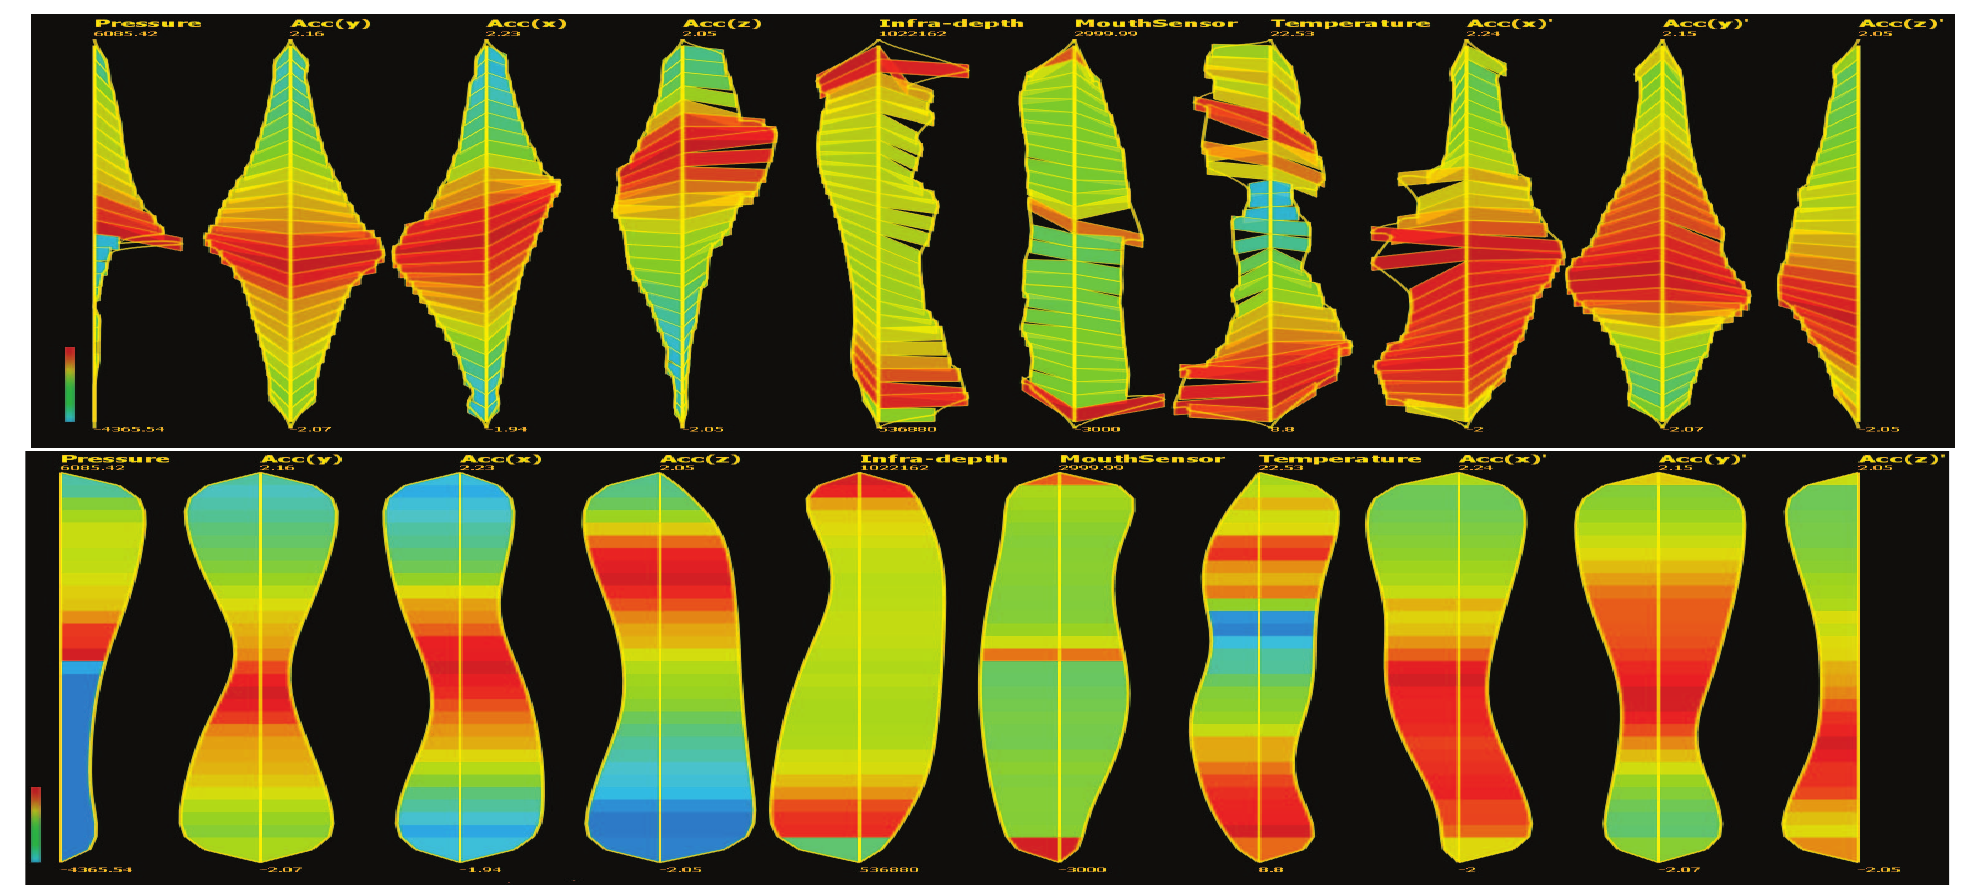 Pressure Acc(y) Acc(x) Acc(z) Infra-depth MouthSensor Temperature Acc(x)' Acc(y)' Acc(z)'
6085.42 2.16 2.23 2.05 1022162 2999.99 22.53 2.24 2.15 2.05
-4365.54 -2.07 -1.94 -2.05 536880 -3000 8.8 -2 -2.07 -2.05
Pressure Acc(y) Acc(x) Acc(z) Infra-depth MouthSensor Temperature Acc(x)' Acc(y)' Acc(z)'
6085.42 2.16 2.23 2.05 1022162 2999.99 22.53 2.24 2.15 2.05
-4365.54 -2.07 -1.94 -2.05 536880 -3000 8.8 -2 -2.07 -2.05